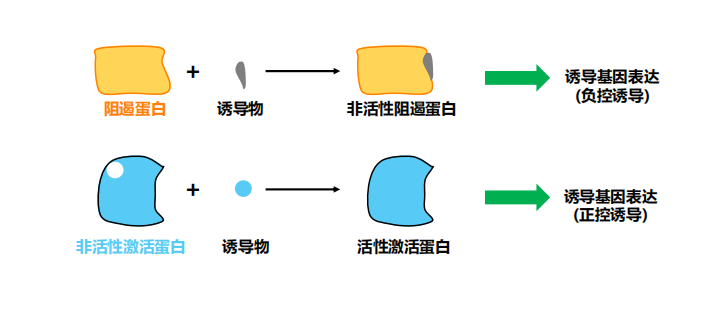 +
阻遏蛋白
诱导物
非活性阻遏蛋白
诱导基因表达
(负控诱导)
+
非活性激活蛋白
诱导物
活性激活蛋白
诱导基因表达
(正控诱导)